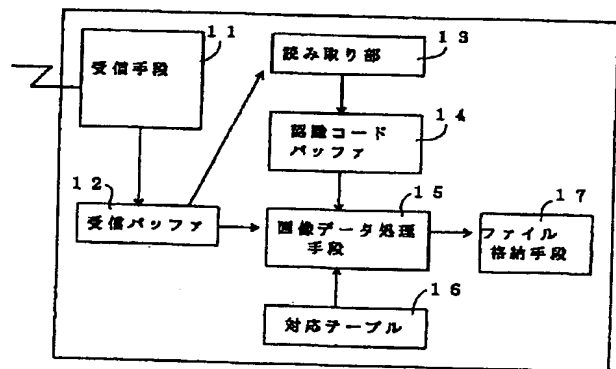 11
受信手段
13
読み取り部
14
認識コード
バッファ
12
受信バッファ
15
画像データ処理
手段
17
ファイル
格納手段
16
対応テーブル